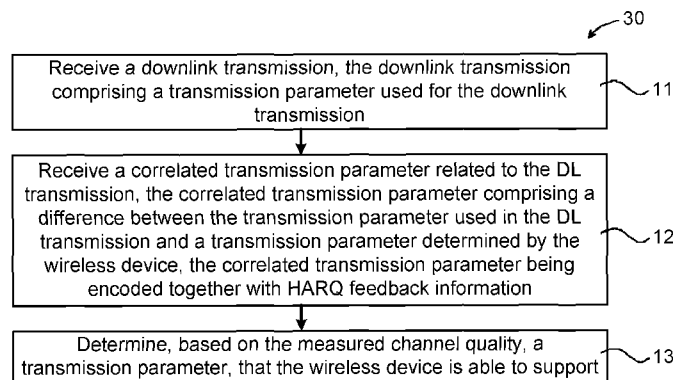 30
Receive a downlink transmission, the downlink transmission
comprising a transmission parameter used for the downlink
transmission
11
Receive a correlated transmission parameter related to the DL
transmission, the correlated transmission parameter comprising a
difference between the transmission parameter used in the DL
transmission and a transmission parameter determined by the
wireless device, the correlated transmission parameter being
encoded together with HARQ feedback information
12
Determine, based on the measured channel quality, a
transmission parameter, that the wireless device is able to support
13